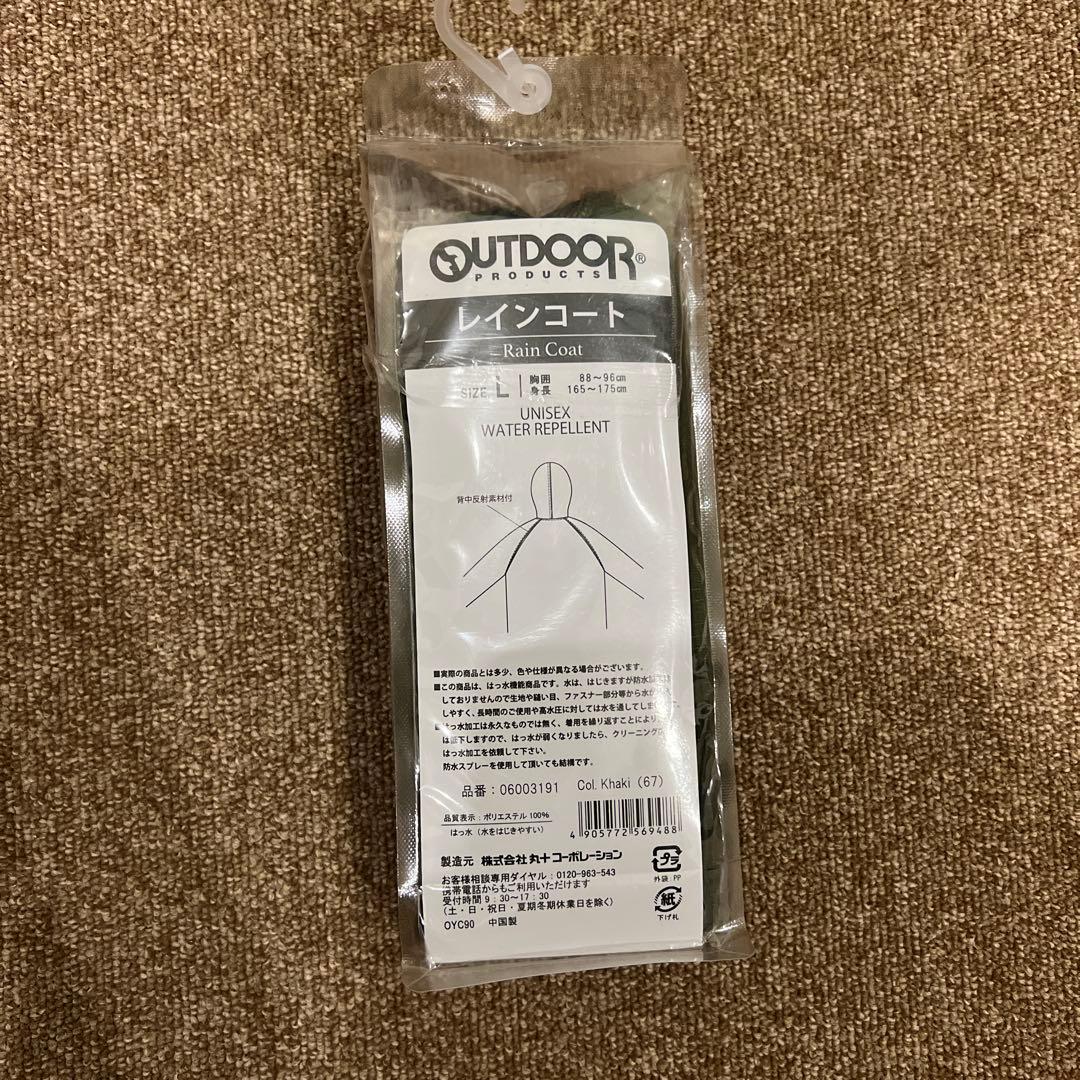 OUTDOOR®
PRODUCTS
レインコート
Rain Coat
SIZE L 胸囲 88～96cm
身長 165～175cm
UNISEX
WATER REPELLENT
背中反射素材付
■実際の商品とは多少、色や仕様が異なる場合がございます。
■この商品は、はっ水機能商品です。水は、はじきますが防水加工は
しておりませんので生地や縫い目、ファスナー部分等から水が
しやすく、長時間のご使用や高水圧に対しては水を通してしま
■はっ水加工は永久なものでは無く、着用を繰り返すことにより、
は低下しますので、はっ水が弱くなりましたら、クリーニング
はっ水加工を依頼して下さい。
防水スプレーを使用して頂いても結構です。
品番：06003191 Col. Khaki（67）
品質表示：ポリエステル 100%
はっ水（水をはじきやすい）
4 905772 569488
製造元 株式会社 丸十コーポレーション
お客様相談専用ダイヤル：0120-963-543
携帯電話からもご利用いただけます
受付時間 9：30～17：30
（土・日・祝日・夏期冬期休業日を除く）
OYC90 中国製
プラ
外袋：PP
紙
下げ札